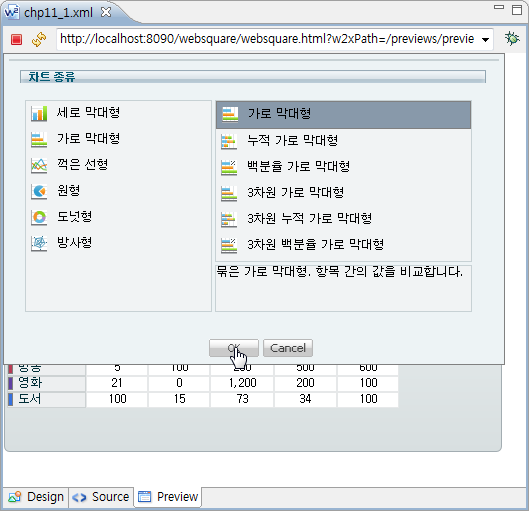 chp11_1.xml
http://localhost:8090/websquare/websquare.html?w2xPath=/previews/previe
차트 종류
세로 막대형
가로 막대형
꺽은 선형
원형
도넛형
방사형
가로 막대형
누적 가로 막대형
백분율 가로 막대형
3차원 가로 막대형
3차원 누적 가로 막대형
3차원 백분율 가로 막대형
묶은 가로 막대형. 항목 간의 값을 비교합니다.
OK Cancel
5 100 500 600
영화 21 0 1,200 200 100
도서 100 15 73 34 100
Design Source Preview